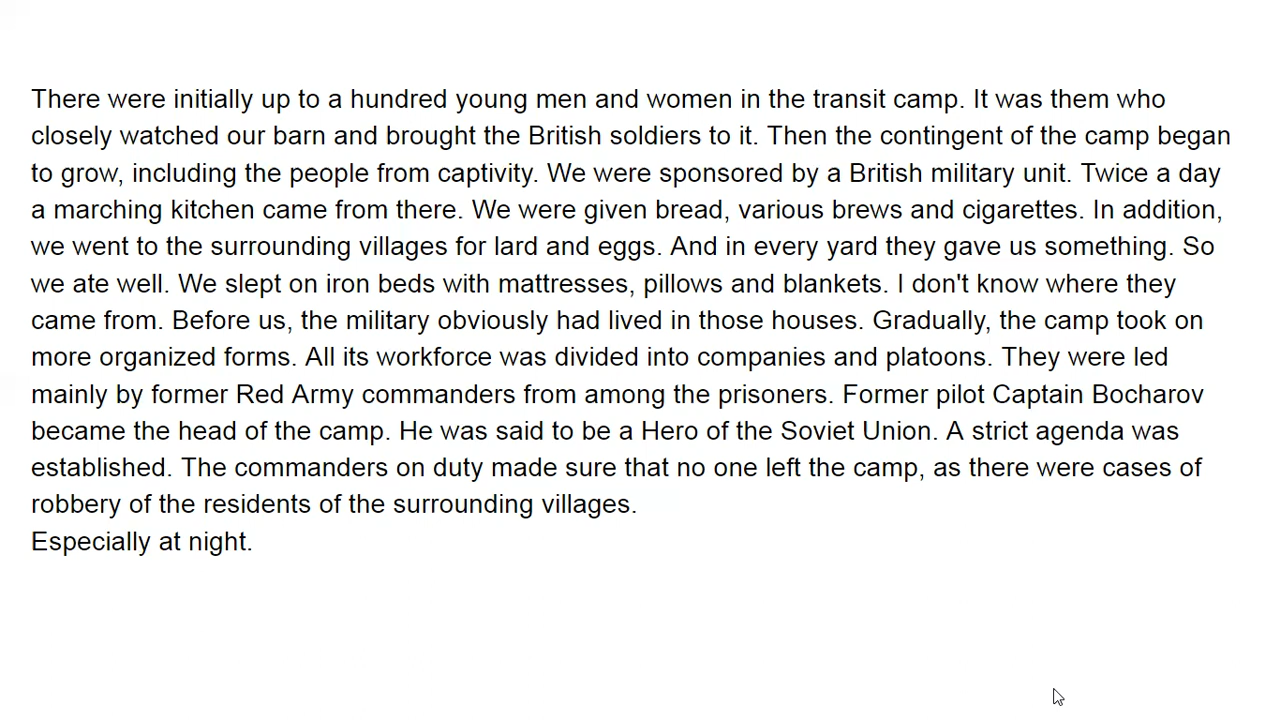 There were initially up to a hundred young men and women in the transit camp. It was them who
closely watched our barn and brought the British soldiers to it. Then the contingent of the camp began
to grow, including the people from captivity. We were sponsored by a British military unit. Twice a day
a marching kitchen came from there. We were given bread, various brews and cigarettes. In addition,
we went to the surrounding villages for lard and eggs. And in every yard they gave us something. So
we ate well. We slept on iron beds with mattresses, pillows and blankets. I don't know where they
came from. Before us, the military obviously had lived in those houses. Gradually, the camp took on
more organized forms. All its workforce was divided into companies and platoons. They were led
mainly by former Red Army commanders from among the prisoners. Former pilot Captain Bocharov
became the head of the camp. He was said to be a Hero of the Soviet Union. A strict agenda was
established. The commanders on duty made sure that no one left the camp, as there were cases of
robbery of the residents of the surrounding villages.
Especially at night.